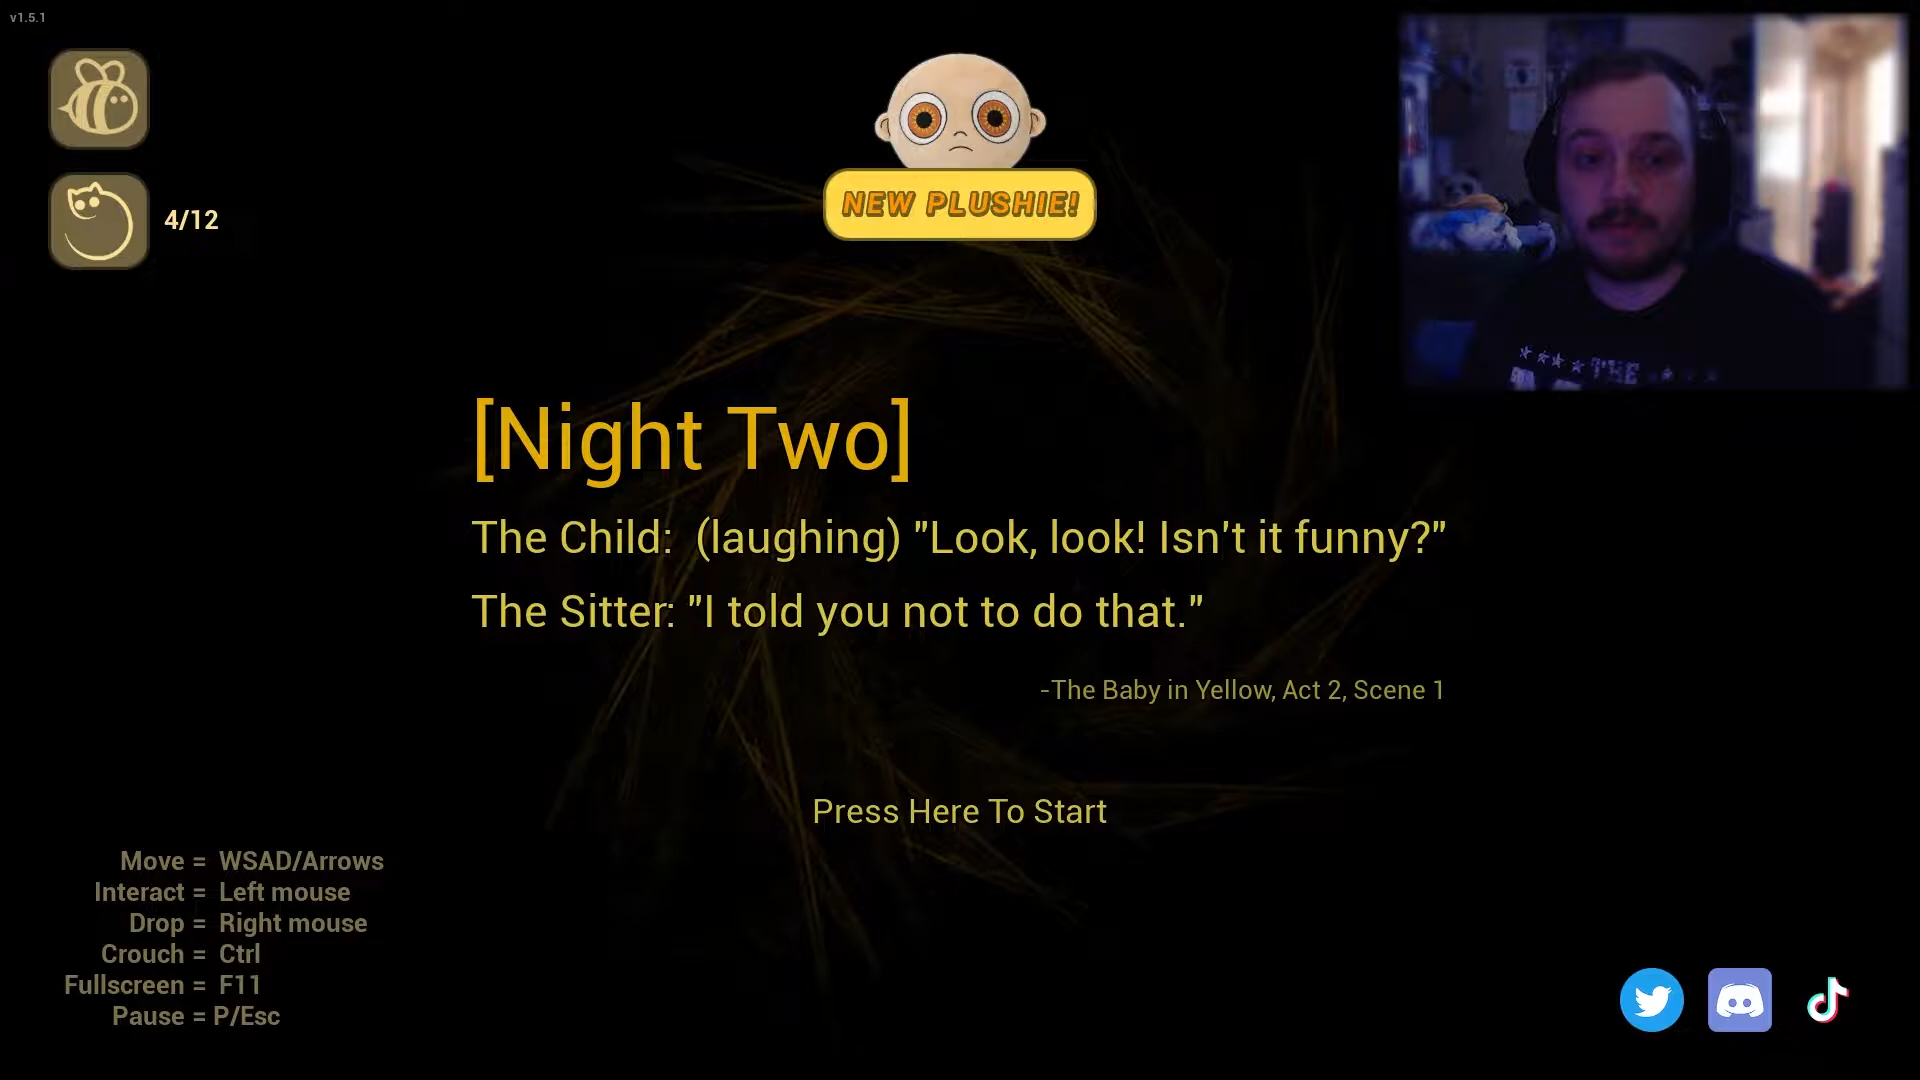 v1.5.1
4/12
NEW PLUSHIE!
[Night Two]
The Child:  (laughing) "Look, look! Isn't it funny?"
The Sitter: "I told you not to do that."
-The Baby in Yellow, Act 2, Scene 1
Press Here To Start
Move = WSAD/Arrows
Interact = Left mouse
Drop = Right mouse
Crouch = Ctrl
Fullscreen = F11
Pause = P/Esc
THE